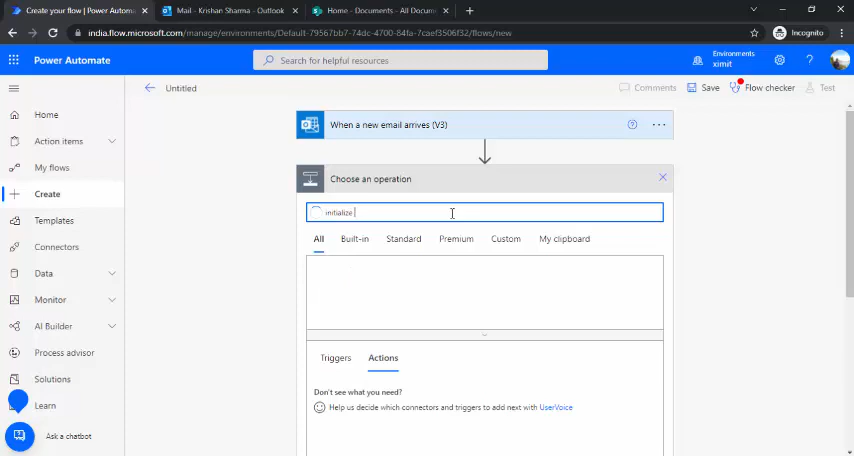 Create your flow | Power Automate
Mail - Krishan Sharma - Outlook
Home - Documents - All Docume
india.flow.microsoft.com/manage/environments/Default-79567bb7-74dc-4700-84fa-7caef3506f32/flows/new
Incognito
Power Automate
Search for helpful resources
Environments
ximit
Untitled
Comments
Save
Flow checker
Test
Home
Action items
My flows
Create
Templates
Connectors
Data
Monitor
AI Builder
Process advisor
Solutions
Learn
Ask a chatbot
When a new email arrives (V3)
Choose an operation
initialize
All
Built-in
Standard
Premium
Custom
My clipboard
Triggers
Actions
Don't see what you need?
Help us decide which connectors and triggers to add next with UserVoice